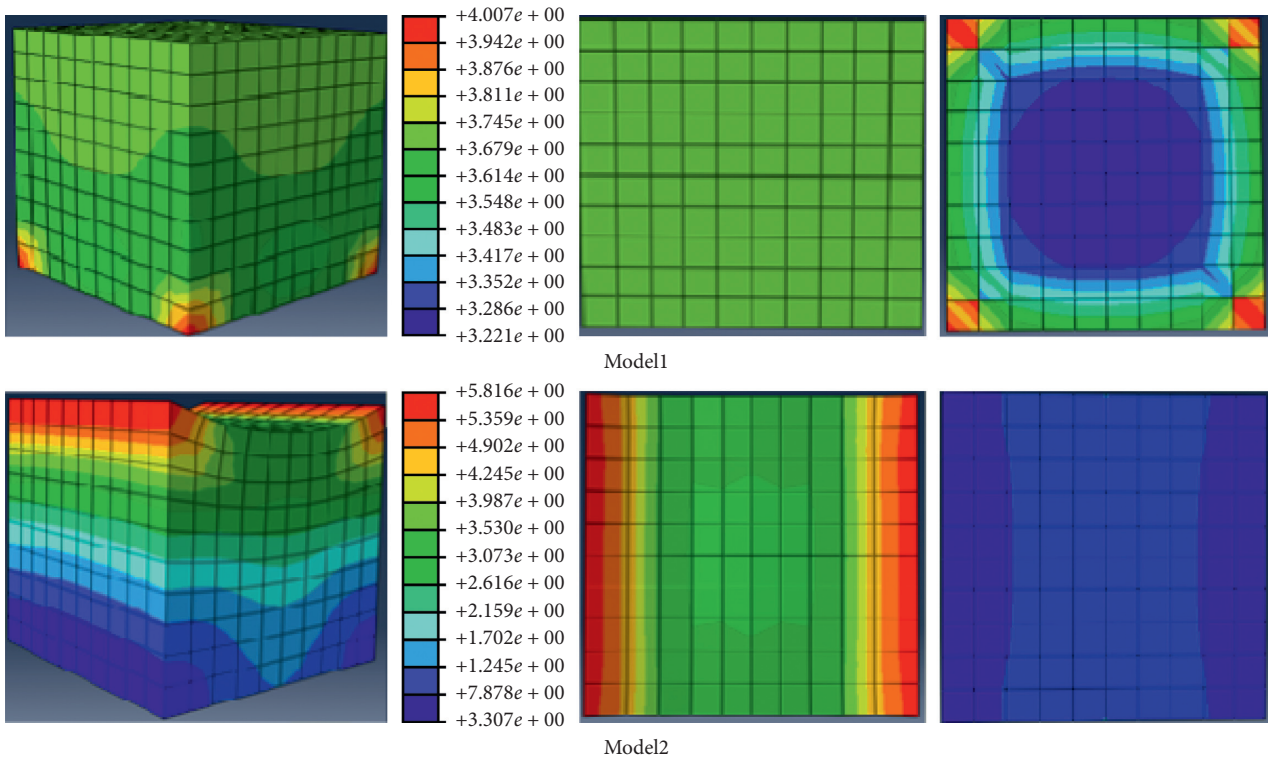 +4.007e + 00
+3.942e + 00
+3.876e + 00
+3.811e + 00
+3.745e + 00
+3.679e + 00
+3.614e + 00
+3.548e + 00
+3.483e + 00
+3.417e + 00
+3.352e + 00
+3.286e + 00
+3.221e + 00
Model1
+5.816e + 00
+5.359e + 00
+4.902e + 00
+4.245e + 00
+3.987e + 00
+3.530e + 00
+3.073e + 00
+2.616e + 00
+2.159e + 00
+1.702e + 00
+1.245e + 00
+7.878e + 00
+3.307e + 00
Model2